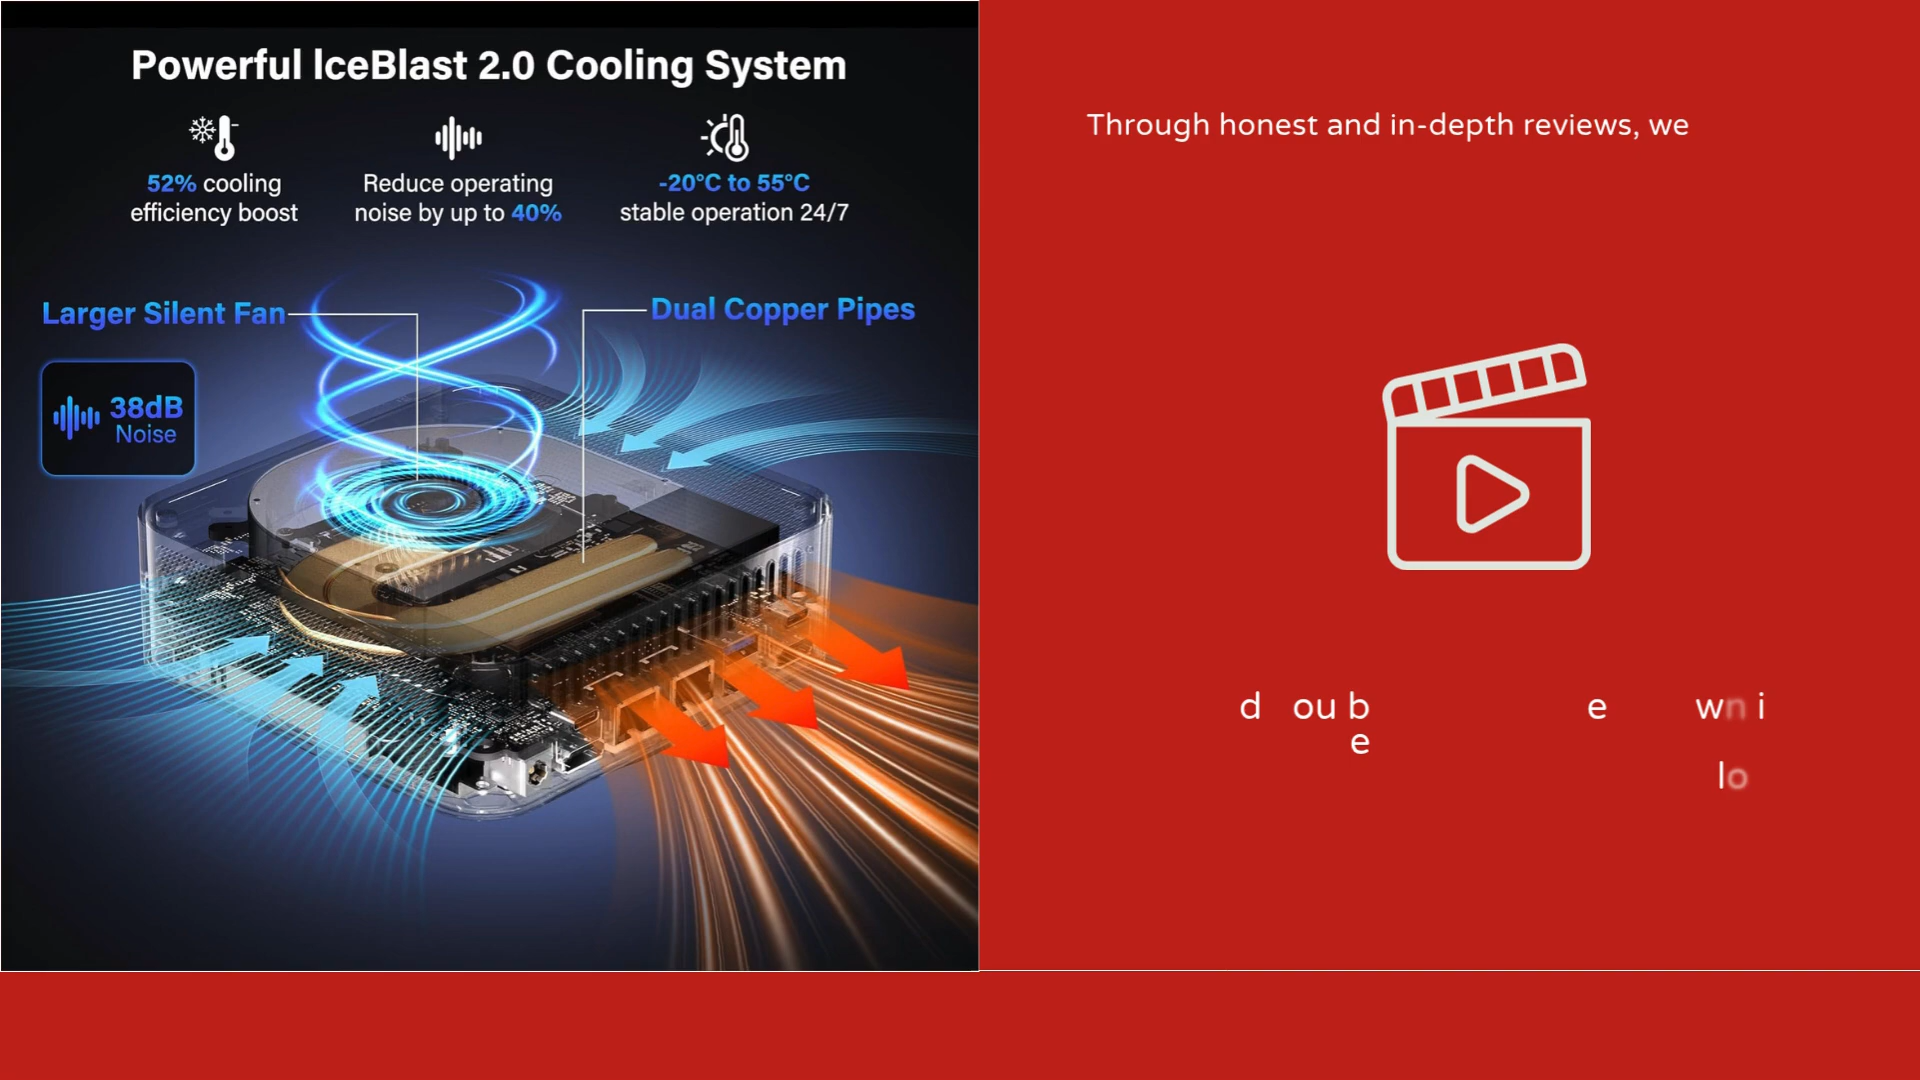 Powerful IceBlast 2.0 Cooling System
52% cooling
efficiency boost
Reduce operating
noise by up to 40%
-20°C to 55°C
stable operation 24/7
Larger Silent Fan
Dual Copper Pipes
38dB
Noise
Through honest and in-depth reviews, we